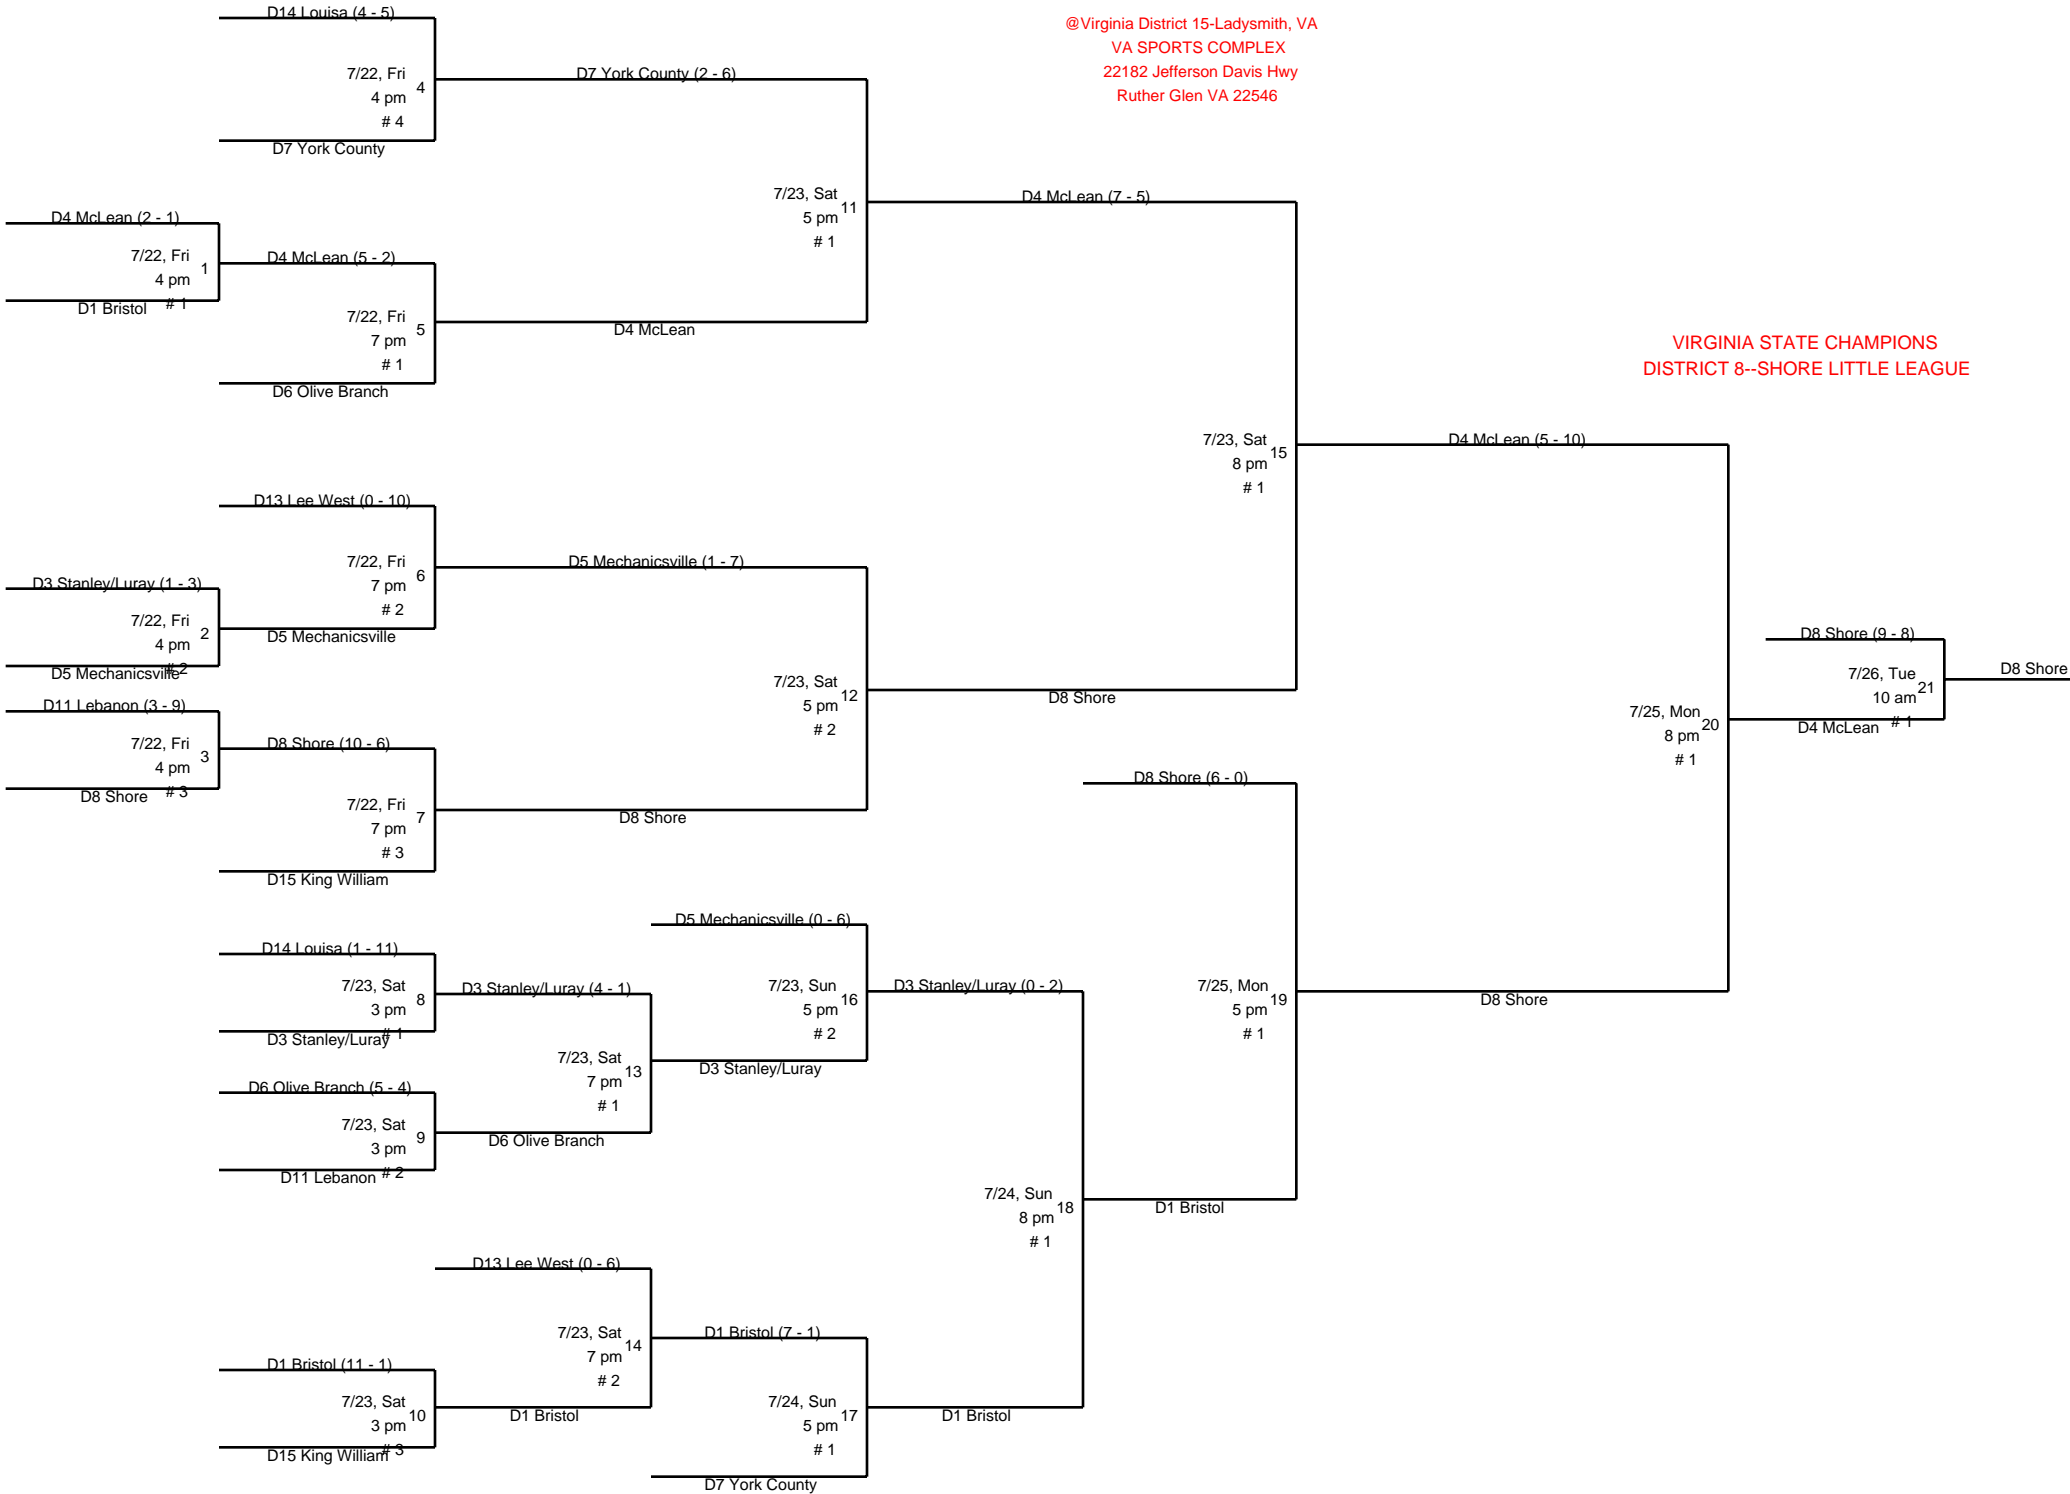 D14 Louisa (4 - 5)
@Virginia District 15-Ladysmith, VA
VA SPORTS COMPLEX
22182 Jefferson Davis Hwy
Ruther Glen VA 22546
7/22, Fri
4 pm
# 4
4
D7 York County (2 - 6)
D7 York County
D4 McLean (2 - 1)
7/22, Fri
4 pm
# 1
1
D1 Bristol
D4 McLean (5 - 2)
7/22, Fri
7 pm
# 1
5
D6 Olive Branch
D4 McLean
7/23, Sat
5 pm
# 1
11
D4 McLean (7 - 5)
VIRGINIA STATE CHAMPIONS
DISTRICT 8--SHORE LITTLE LEAGUE
7/23, Sat
8 pm
# 1
15
D4 McLean (5 - 10)
D13 Lee West (0 - 10)
7/22, Fri
7 pm
# 2
6
D5 Mechanicsville (1 - 7)
D3 Stanley/Luray (1 - 3)
7/22, Fri
4 pm
# 2
2
D5 Mechanicsville
D5 Mechanicsville
D11 Lebanon (3 - 9)
7/22, Fri
4 pm
# 3
3
D8 Shore
D8 Shore (10 - 6)
7/22, Fri
7 pm
# 3
7
D15 King William
D8 Shore
7/23, Sat
5 pm
# 2
12
D8 Shore
D8 Shore (9 - 8)
7/26, Tue
10 am
# 1
21
D8 Shore
D4 McLean
7/25, Mon
8 pm
# 1
20
D8 Shore (6 - 0)
D5 Mechanicsville (0 - 6)
D14 Louisa (1 - 11)
7/23, Sat
3 pm
# 1
8
D3 Stanley/Luray
D3 Stanley/Luray (4 - 1)
7/23, Sun
5 pm
# 2
16
D3 Stanley/Luray (0 - 2)
7/25, Mon
5 pm
# 1
19
D8 Shore
7/23, Sat
7 pm
# 1
13
D3 Stanley/Luray
D6 Olive Branch (5 - 4)
7/23, Sat
3 pm
# 2
9
D11 Lebanon
D6 Olive Branch
7/24, Sun
8 pm
# 1
18
D1 Bristol
D13 Lee West (0 - 6)
7/23, Sat
7 pm
# 2
14
D1 Bristol (7 - 1)
D1 Bristol (11 - 1)
7/23, Sat
3 pm
# 3
10
D15 King William
D1 Bristol
7/24, Sun
5 pm
# 1
17
D1 Bristol
D7 York County